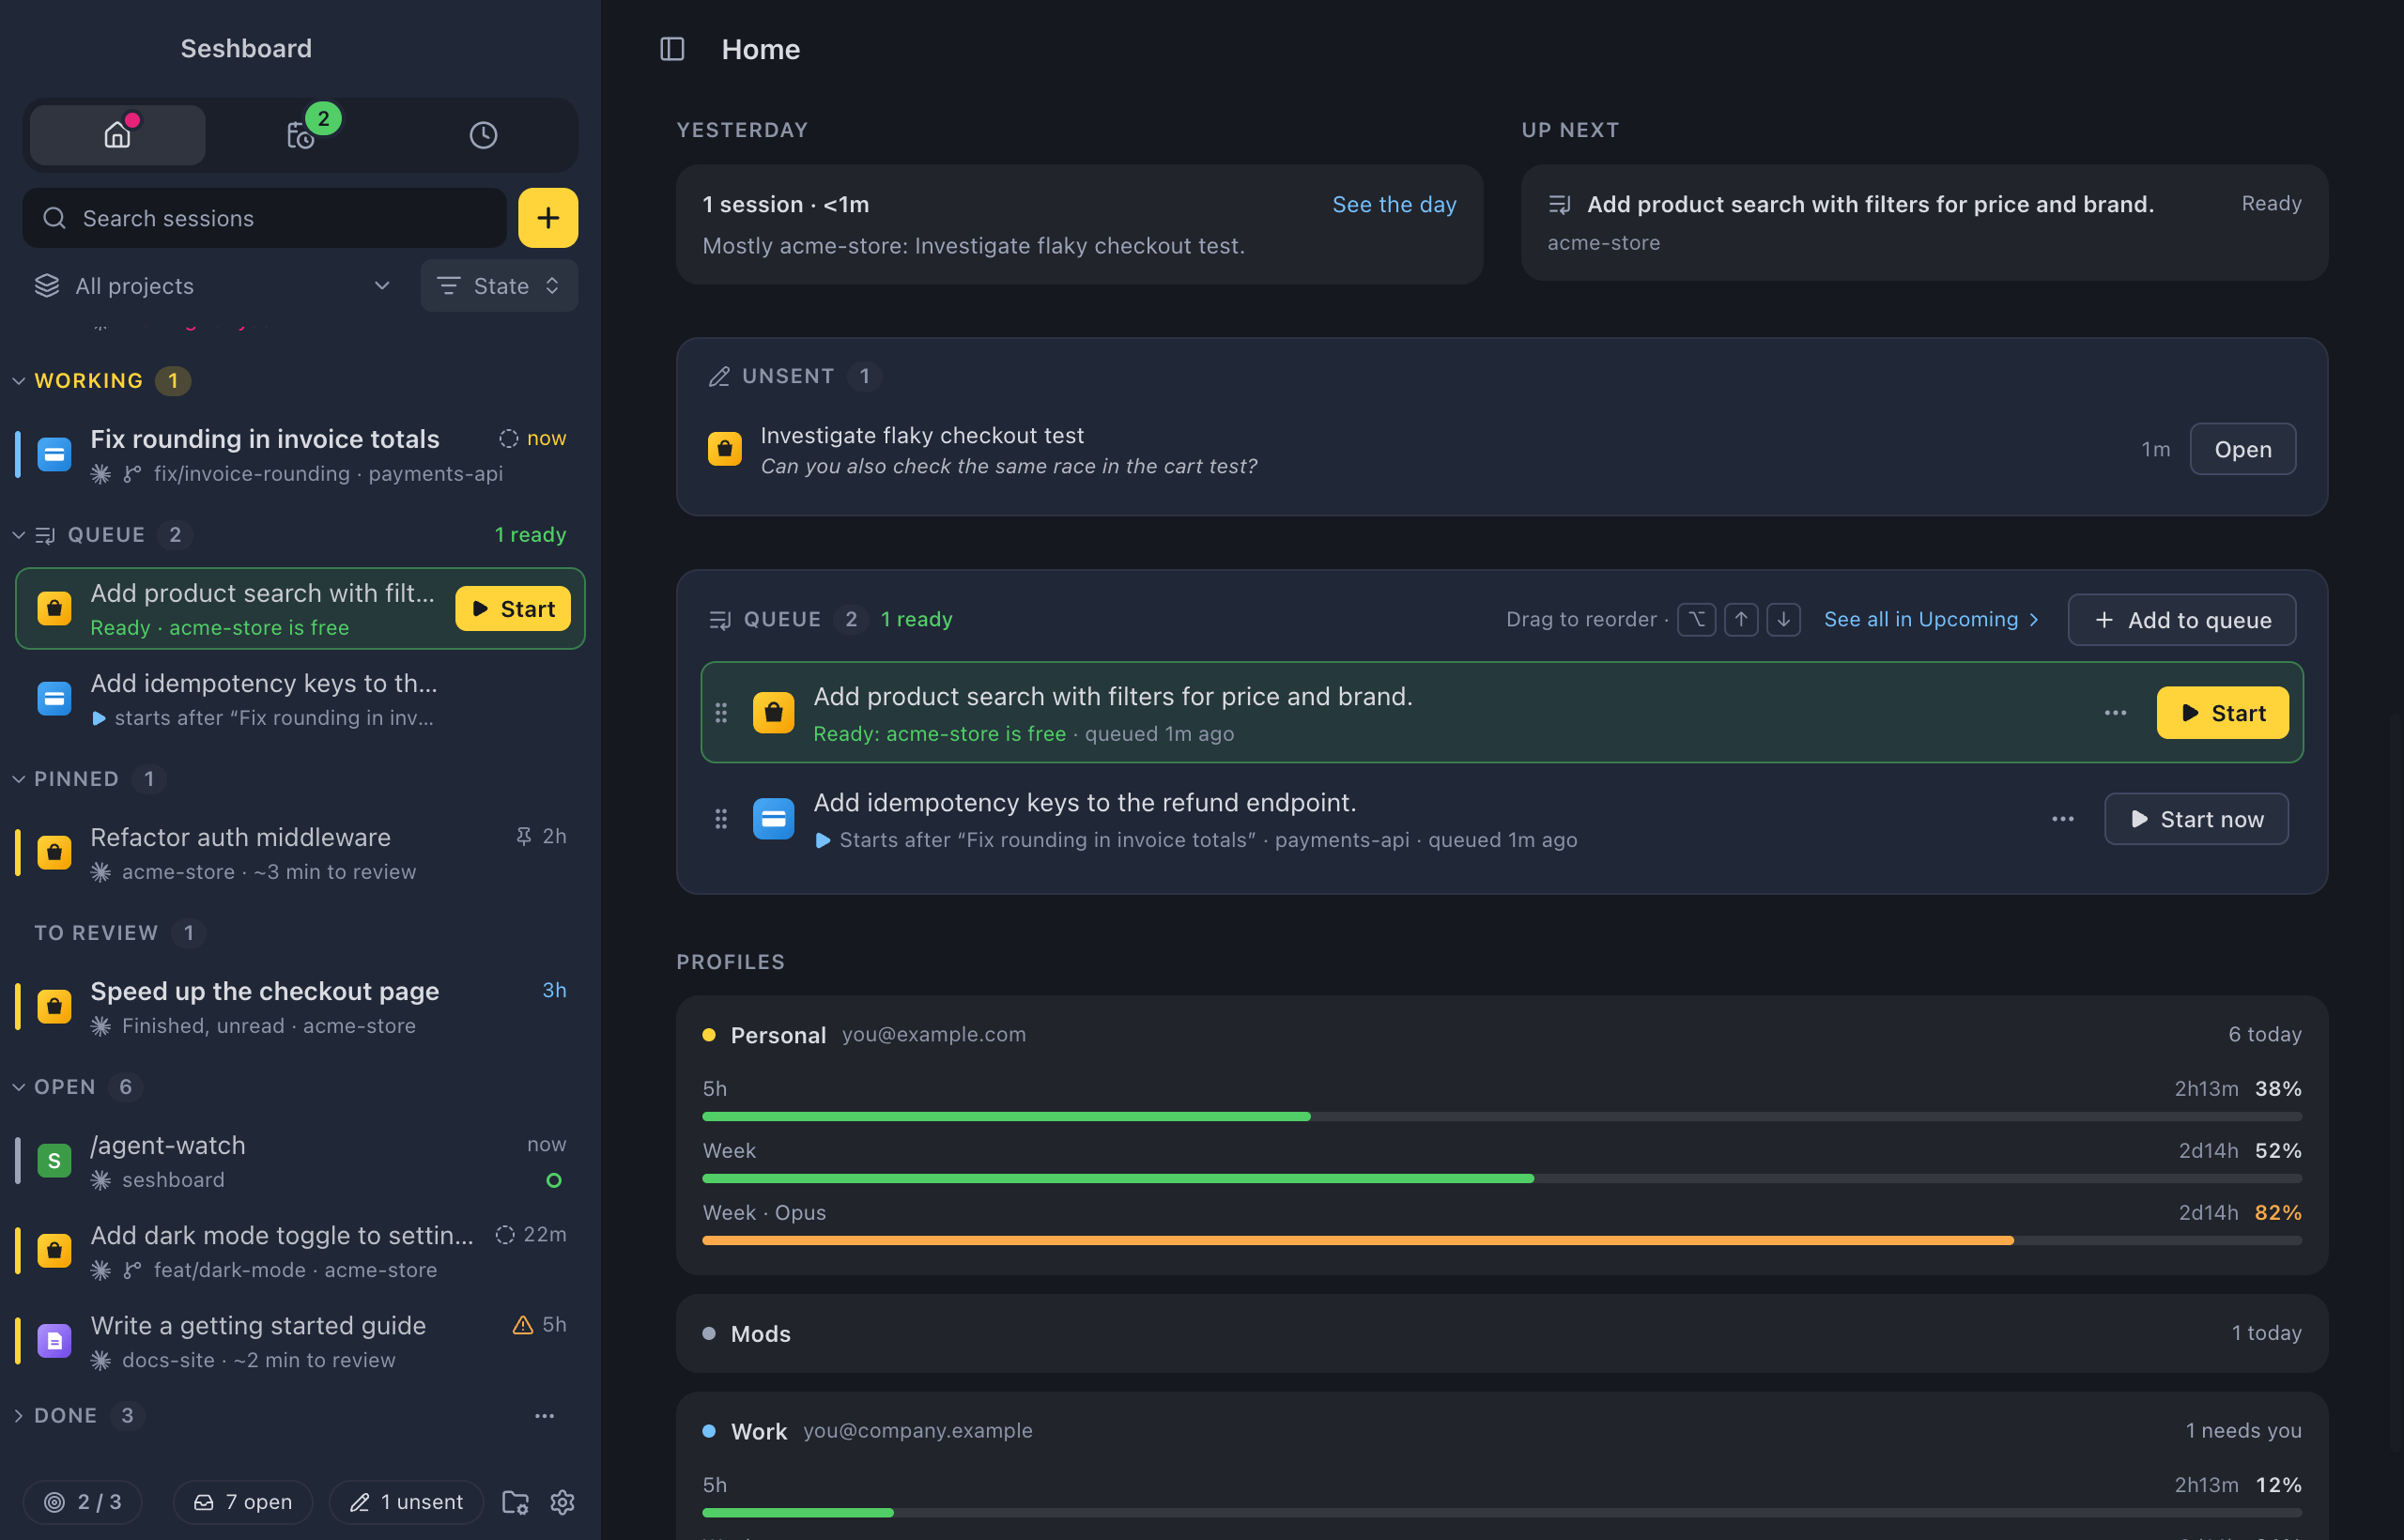 Seshboard
2
Search sessions
All projects
State
WORKING 1
Fix rounding in invoice totals
now
fix/invoice-rounding · payments-api
QUEUE 2
1 ready
Add product search with filt...
Ready · acme-store is free
Start
Add idempotency keys to th...
starts after “Fix rounding in inv...
PINNED 1
Refactor auth middleware
2h
acme-store · ~3 min to review
TO REVIEW 1
Speed up the checkout page
3h
Finished, unread · acme-store
OPEN 6
/agent-watch
now
S
seshboard
Add dark mode toggle to settin...
22m
feat/dark-mode · acme-store
Write a getting started guide
5h
docs-site · ~2 min to review
DONE 3
2 / 3
7 open
1 unsent
Home
YESTERDAY
1 session · <1m
See the day
Mostly acme-store: Investigate flaky checkout test.
UP NEXT
Add product search with filters for price and brand.
Ready
acme-store
UNSENT 1
Investigate flaky checkout test
Can you also check the same race in the cart test?
1m
Open
QUEUE 2 1 ready
Drag to reorder · ⌥ ↑ ↓
See all in Upcoming
Add to queue
Add product search with filters for price and brand.
Ready: acme-store is free · queued 1m ago
Start
Add idempotency keys to the refund endpoint.
Starts after “Fix rounding in invoice totals” · payments-api · queued 1m ago
Start now
PROFILES
Personal you@example.com
6 today
5h
2h13m 38%
Week
2d14h 52%
Week · Opus
2d14h 82%
Mods
1 today
Work you@company.example
1 needs you
5h
2h13m 12%